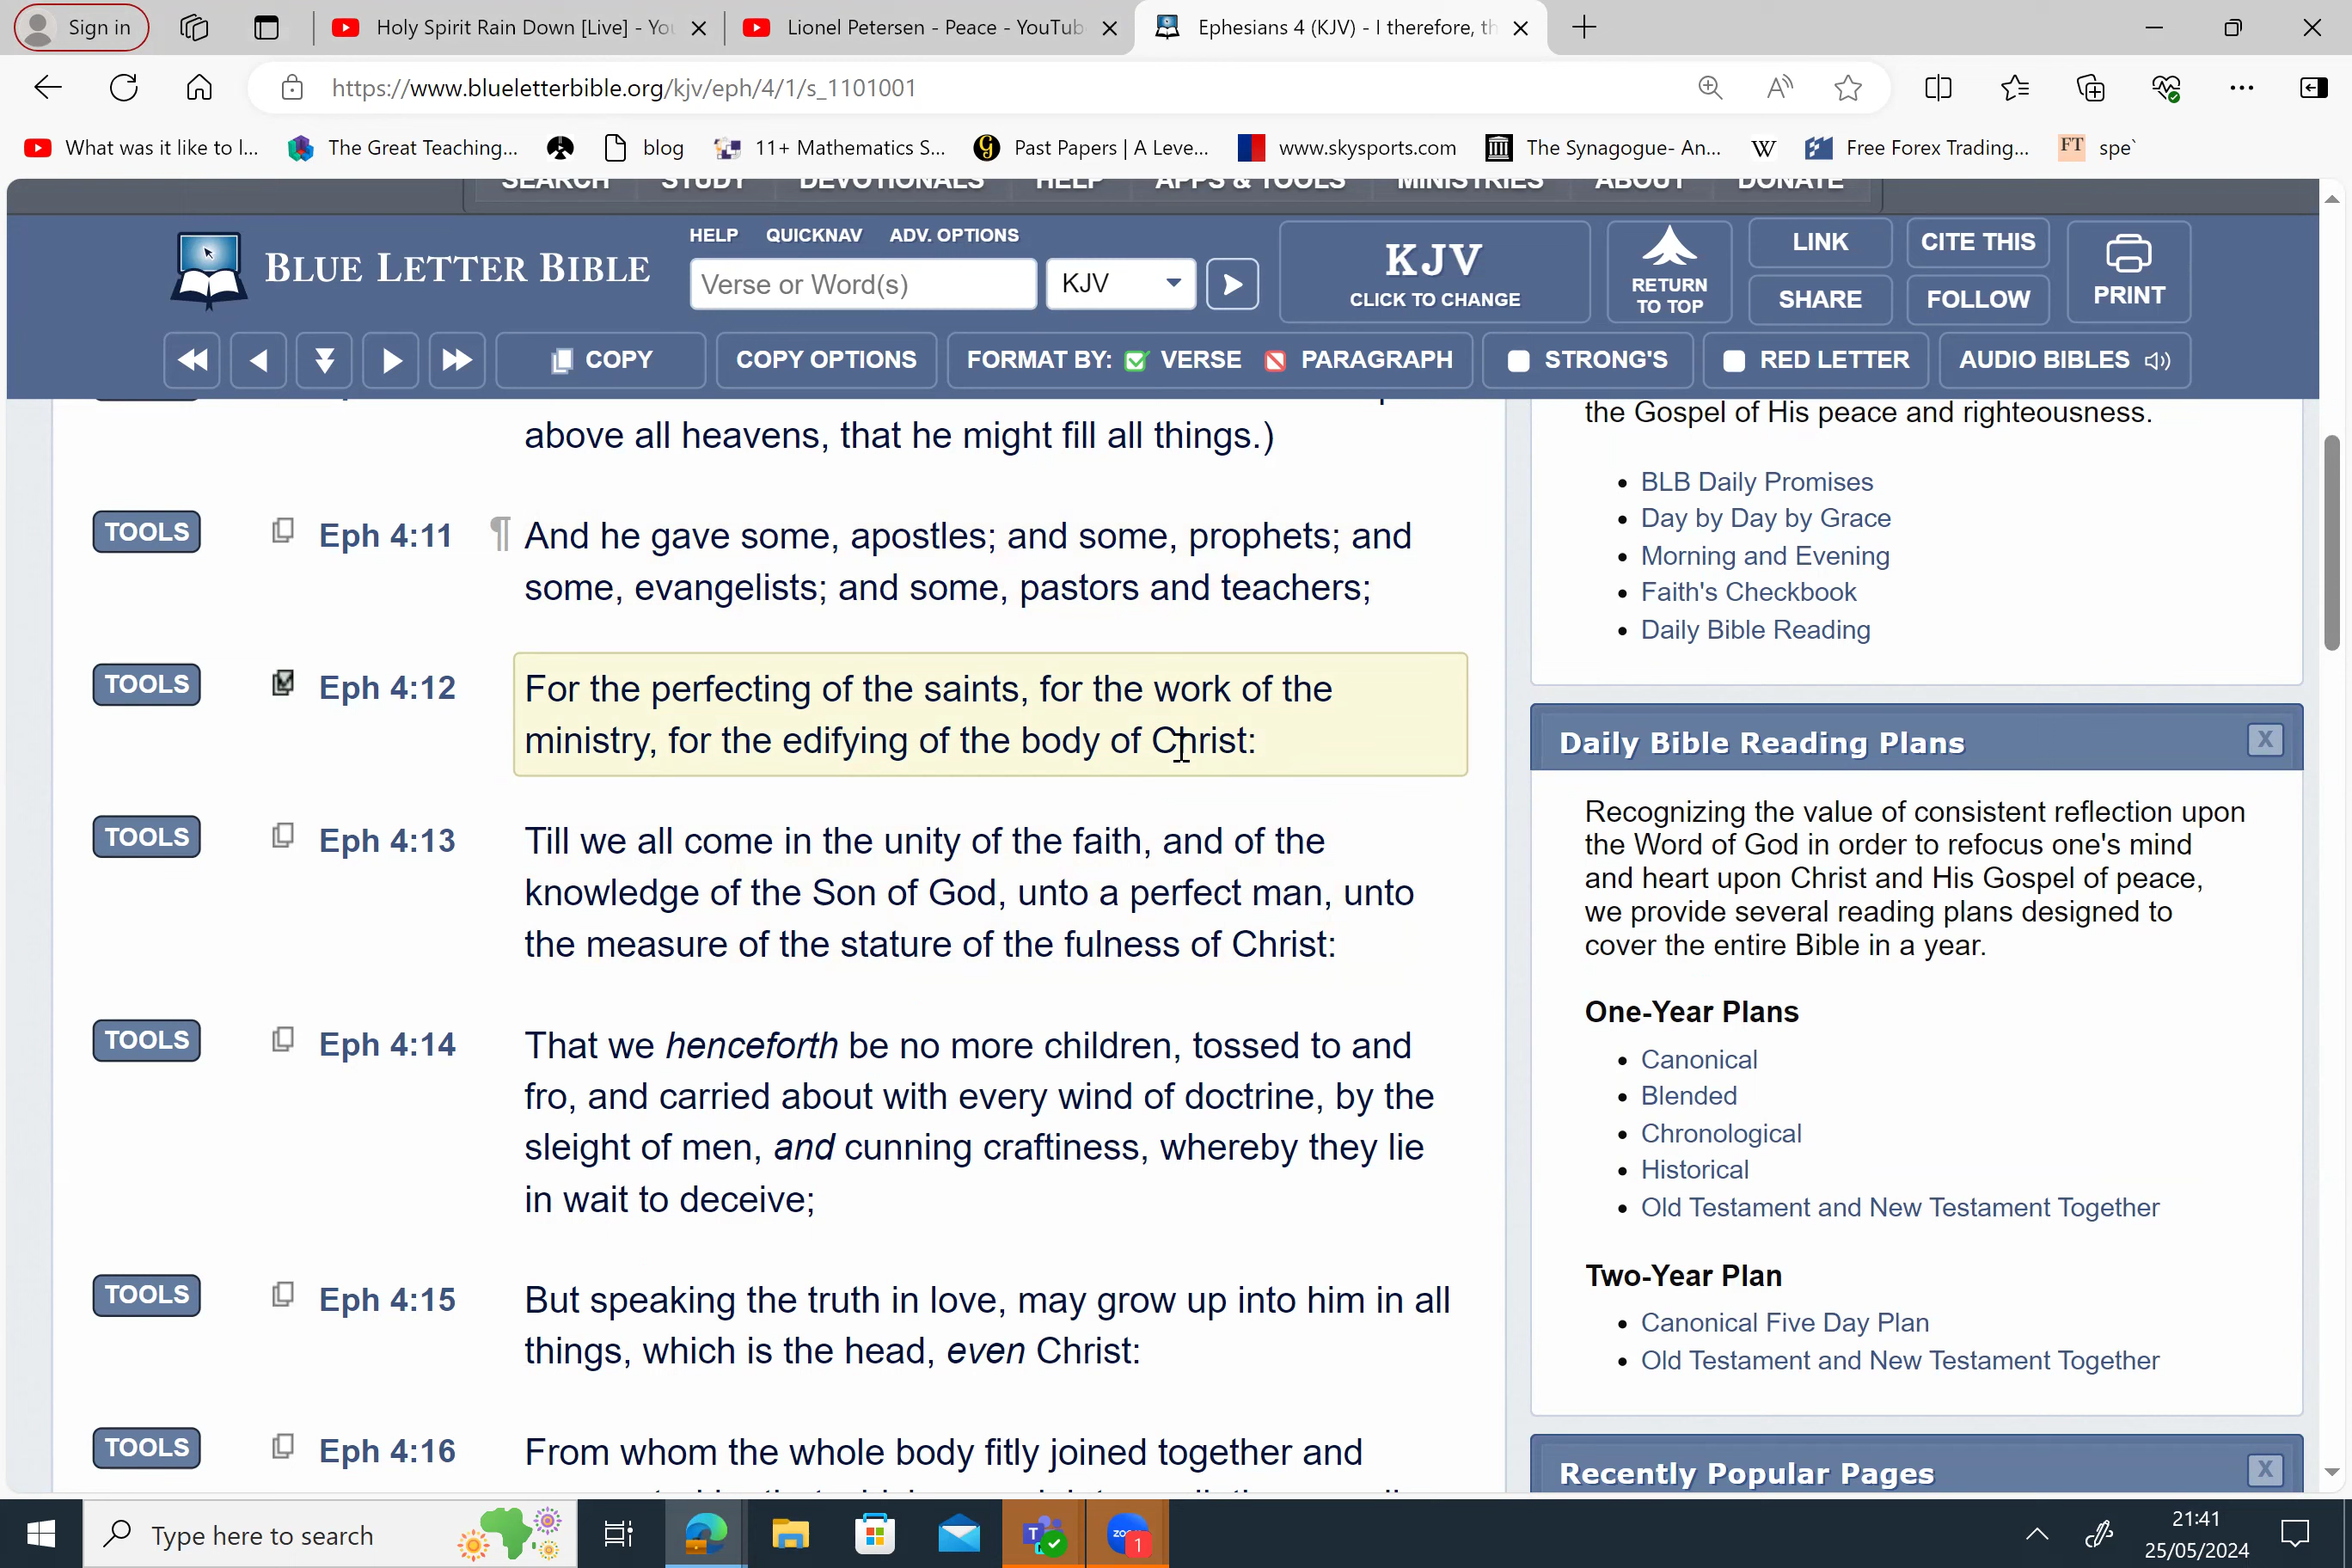 Sign in
Holy Spirit Rain Down [Live] - You
Lionel Petersen - Peace - YouTub
Ephesians 4 (KJV) - I therefore, th
https://www.blueletterbible.org/kjv/eph/4/1/s_1101001
What was it like to l...
The Great Teaching...
blog
11+ Mathematics S...
Past Papers | A Leve...
www.skysports.com
The Synagogue- An...
W
Free Forex Trading...
FT spe`
SEARCH STUDY DEVOTIONALS HELP APPS & TOOLS MINISTRIES ABOUT DONATE
BLUE LETTER BIBLE
HELP QUICKNAV ADV. OPTIONS
Verse or Word(s)
KJV
KJV
CLICK TO CHANGE
RETURN
TO TOP
LINK
SHARE
CITE THIS
FOLLOW
PRINT
COPY
COPY OPTIONS
FORMAT BY: VERSE PARAGRAPH
STRONG'S
RED LETTER
AUDIO BIBLES
above all heavens, that he might fill all things.)
TOOLS Eph 4:11 ¶ And he gave some, apostles; and some, prophets; and
some, evangelists; and some, pastors and teachers;
TOOLS Eph 4:12 For the perfecting of the saints, for the work of the
ministry, for the edifying of the body of Christ:
TOOLS Eph 4:13 Till we all come in the unity of the faith, and of the
knowledge of the Son of God, unto a perfect man, unto
the measure of the stature of the fulness of Christ:
TOOLS Eph 4:14 That we henceforth be no more children, tossed to and
fro, and carried about with every wind of doctrine, by the
sleight of men, and cunning craftiness, whereby they lie
in wait to deceive;
TOOLS Eph 4:15 But speaking the truth in love, may grow up into him in all
things, which is the head, even Christ:
TOOLS Eph 4:16 From whom the whole body fitly joined together and
the Gospel of His peace and righteousness.
BLB Daily Promises
Day by Day by Grace
Morning and Evening
Faith's Checkbook
Daily Bible Reading
Daily Bible Reading Plans
X
Recognizing the value of consistent reflection upon
the Word of God in order to refocus one's mind
and heart upon Christ and His Gospel of peace,
we provide several reading plans designed to
cover the entire Bible in a year.
One-Year Plans
Canonical
Blended
Chronological
Historical
Old Testament and New Testament Together
Two-Year Plan
Canonical Five Day Plan
Old Testament and New Testament Together
Recently Popular Pages
X
Type here to search
T
zoom
1
21:41
25/05/2024